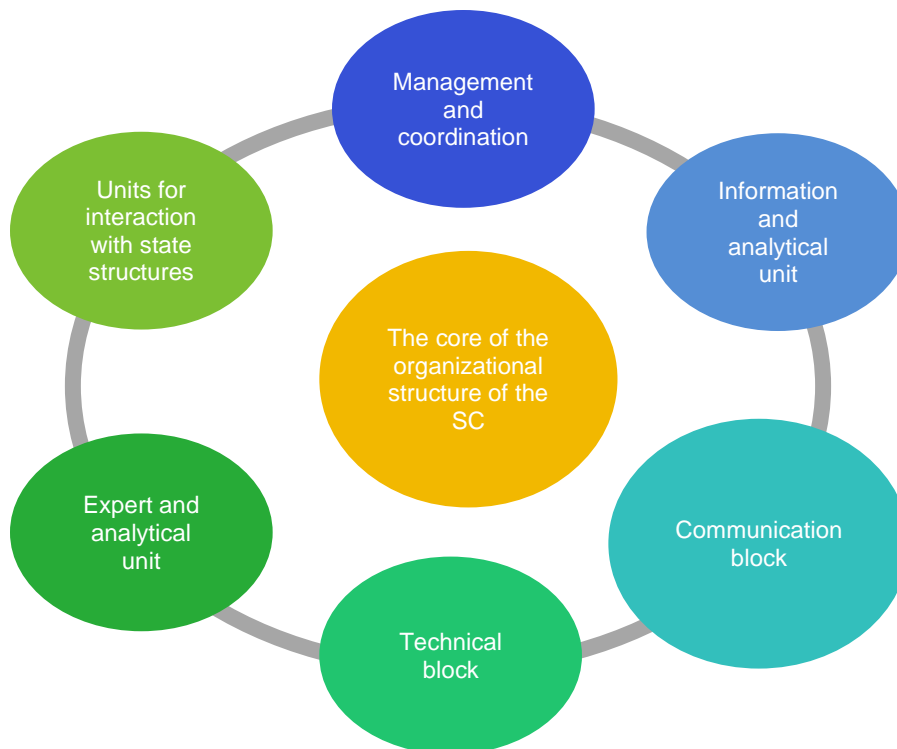 Management
and
coordination
Information
and
analytical
unit
Communication
block
Technical
block
Expert and
analytical
unit
Units for
interaction
with state
structures
The core of the
organizational
structure of the
SC